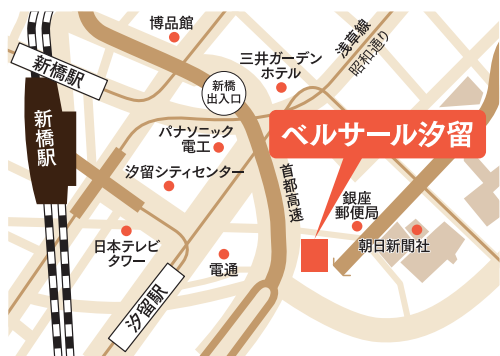 博品館
浅草線
昭和通り
新橋駅
三井ガーデン
ホテル
新橋
出入口
新橋駅
パナソニック
電工
ベルサール汐留
汐留シティセンター
首都高速
銀座
郵便局
日本テレビ
タワー
朝日新聞社
電通
汐留駅